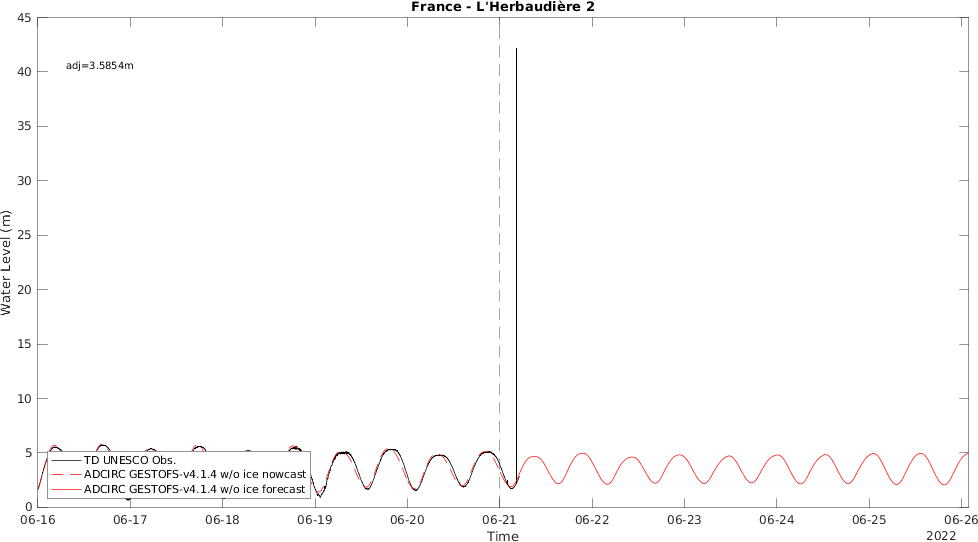 France - L'Herbaudière 2
45
adj=3.5854m
40
35
30
25
20
15
10
5
0
Water Level (m)
TD UNESCO Obs.
ADCIRC GESTOFS-v4.1.4 w/o ice nowcast
ADCIRC GESTOFS-v4.1.4 w/o ice forecast
06-16 06-17 06-18 06-19 06-20 06-21 06-22 06-23 06-24 06-25 06-26
Time
2022